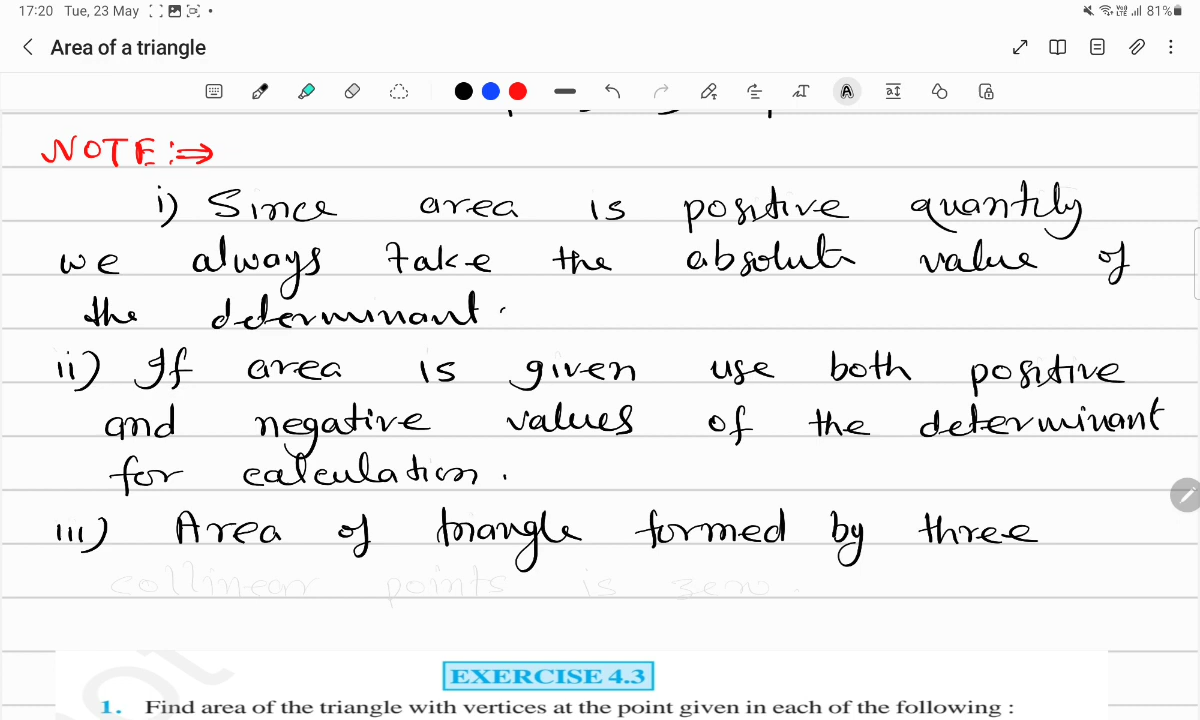 17:20 Tue, 23 May 81%
Area of a triangle
NOTE :⇒
i) Since area is positive quantity
we always take the absolute value of
the determinant.
ii) If area is given use both positive
and negative values of the determinant
for calculation.
iii) Area of triangle formed by three
collinear points is zero.
EXERCISE 4.3
1. Find area of the triangle with vertices at the point given in each of the following :